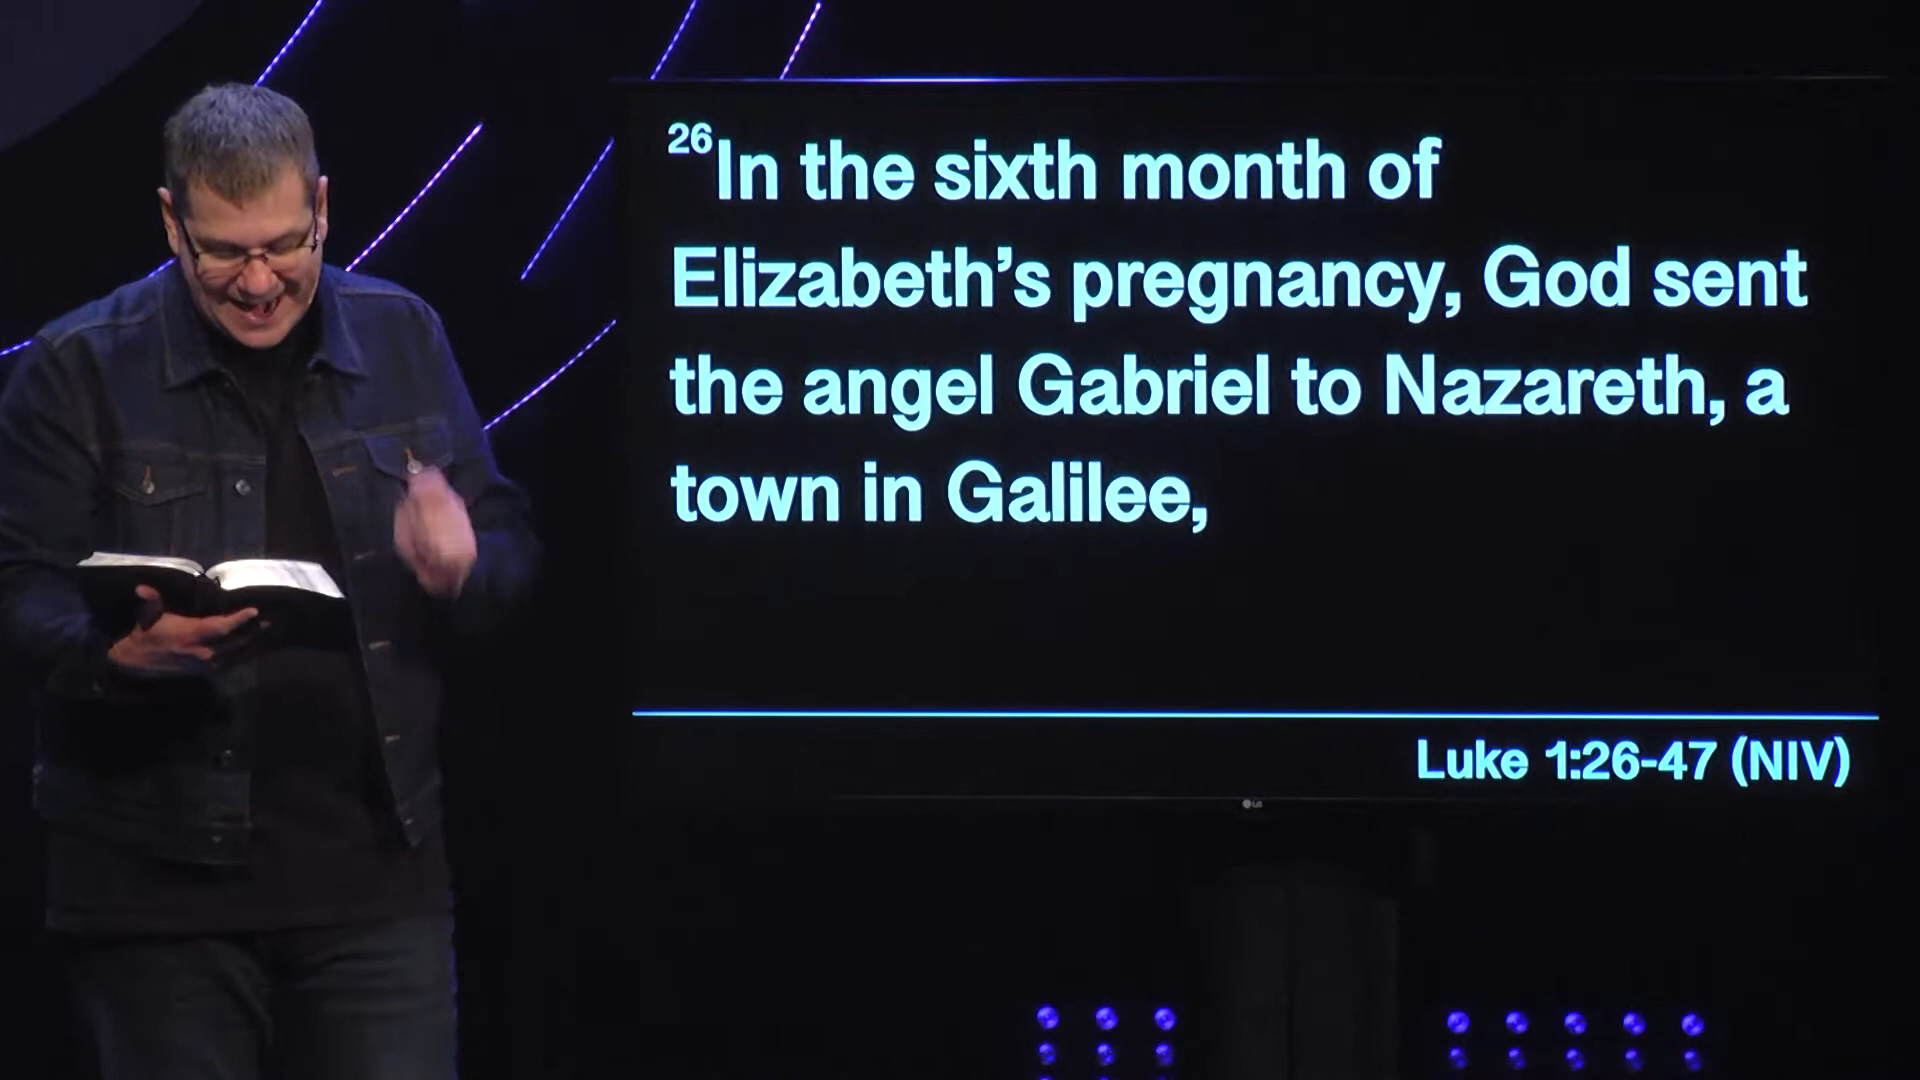 26In the sixth month of
Elizabeth’s pregnancy, God sent
the angel Gabriel to Nazareth, a
town in Galilee,
Luke 1:26-47 (NIV)
LG